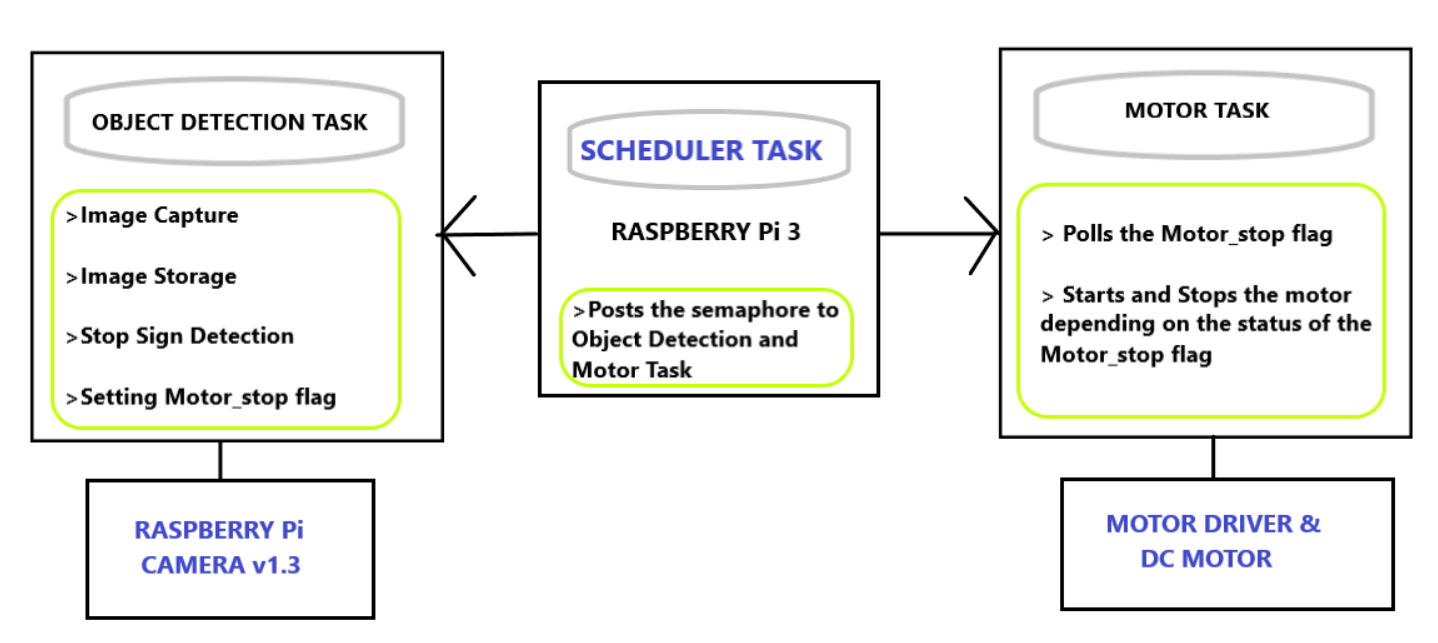 OBJECT DETECTION TASK
>Image Capture
>Image Storage
>Stop Sign Detection
>Setting Motor_stop flag
RASPBERRY Pi
CAMERA v1.3
SCHEDULER TASK
RASPBERRY Pi 3
>Posts the semaphore to
Object Detection and
Motor Task
MOTOR TASK
> Polls the Motor_stop flag
> Starts and Stops the motor
depending on the status of the
Motor_stop flag
MOTOR DRIVER &
DC MOTOR